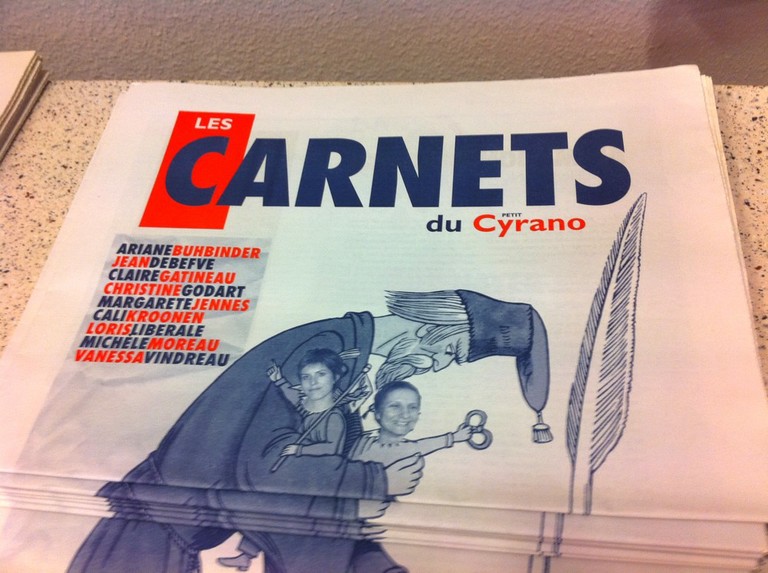 LES
CARNETS
du PETIT Cyrano
ARIANEBUHBINDER
JEANDEBEFVE
CLAIREGATINEAU
CHRISTINEGODART
MARGARETEJENNES
CALIKROONEN
LORISLIBERALE
MICHÈLEMOREAU
VANESSAVINDREAU